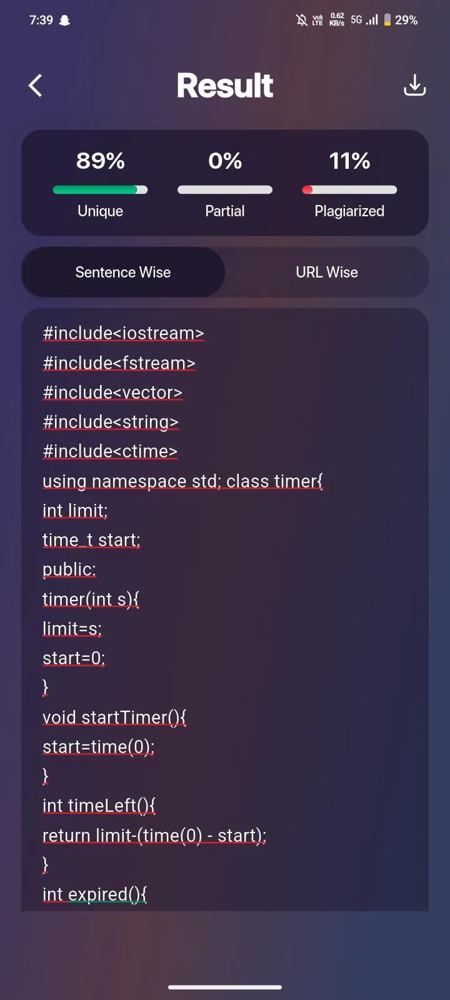 7:39
Vo)) LTE 0.62 KB/s 5G 29%
Result
89% 0% 11%
Unique Partial Plagiarized
Sentence Wise URL Wise
#include<iostream>
#include<fstream>
#include<vector>
#include<string>
#include<ctime>
using namespace std; class timer{
int limit;
time_t start;
public:
timer(int s){
limit=s;
start=0;
}
void startTimer(){
start=time(0);
}
int timeLeft(){
return limit-(time(0) - start);
}
int expired(){